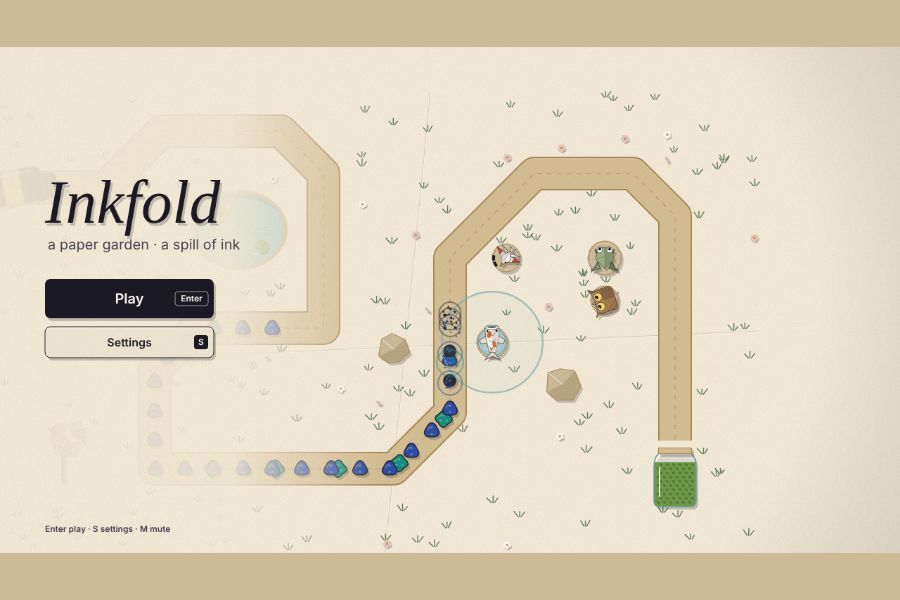 Inkfold
a paper garden · a spill of ink
Play Enter
Settings S
Enter play · S settings · M mute